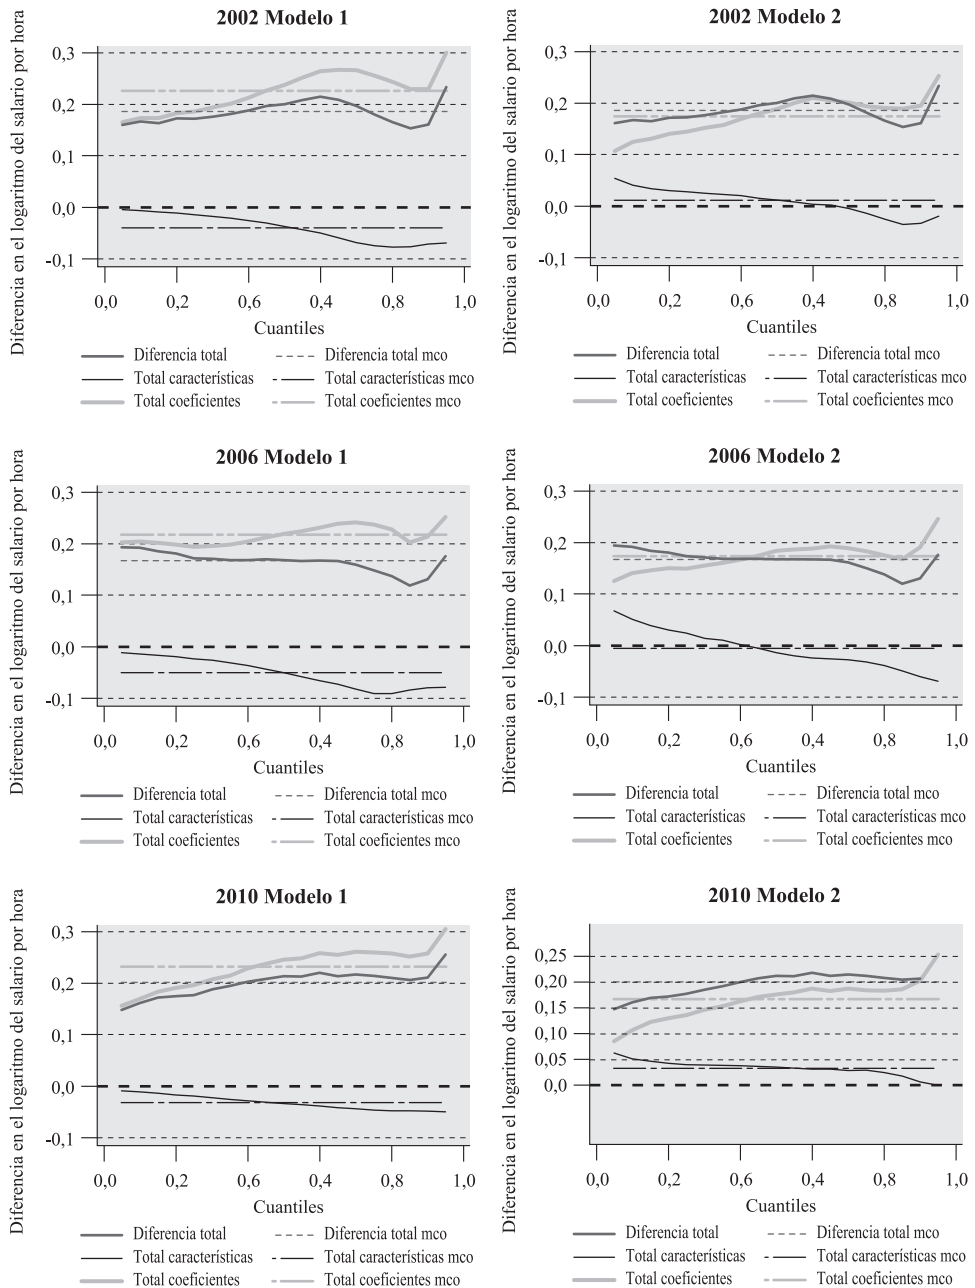 2002 Modelo 1
Diferencia en el logaritmo del salario por hora
0,3
0,2
0,1
0,0
-0,1
0,0 0,2 0,6 0,4 0,8 1,0
Cuantiles
Diferencia total
Diferencia total mco
Total características
Total características mco
Total coeficientes
Total coeficientes mco
2002 Modelo 2
Diferencia en el logaritmo del salario por hora
0,3
0,2
0,1
0,0
-0,1
0,0 0,2 0,6 0,4 0,8 1,0
Cuantiles
Diferencia total
Diferencia total mco
Total características
Total características mco
Total coeficientes
Total coeficientes mco
2006 Modelo 1
Diferencia en el logaritmo del salario por hora
0,3
0,2
0,1
0,0
-0,1
0,0 0,2 0,6 0,4 0,8 1,0
Cuantiles
Diferencia total
Diferencia total mco
Total características
Total características mco
Total coeficientes
Total coeficientes mco
2006 Modelo 2
Diferencia en el logaritmo del salario por hora
0,3
0,2
0,1
0,0
-0,1
0,0 0,2 0,6 0,4 0,8 1,0
Cuantiles
Diferencia total
Diferencia total mco
Total características
Total características mco
Total coeficientes
Total coeficientes mco
2010 Modelo 1
Diferencia en el logaritmo del salario por hora
0,3
0,2
0,1
0,0
-0,1
0,0 0,2 0,6 0,4 0,8 1,0
Cuantiles
Diferencia total
Diferencia total mco
Total características
Total características mco
Total coeficientes
Total coeficientes mco
2010 Modelo 2
Diferencia en el logaritmo del salario por hora
0,25
0,20
0,15
0,10
0,05
0,0
0,0 0,2 0,6 0,4 0,8 1,0
Cuantiles
Diferencia total
Diferencia total mco
Total características
Total características mco
Total coeficientes
Total coeficientes mco